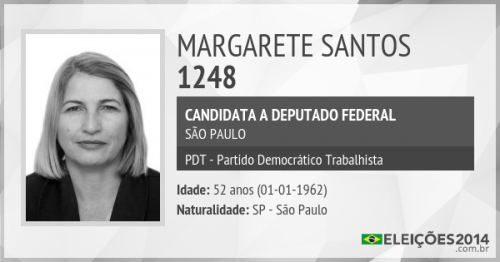 MARGARETE SANTOS
1248
CANDIDATA A DEPUTADO FEDERAL
SÃO PAULO
PDT - Partido Democrático Trabalhista
Idade: 52 anos (01-01-1962)
Naturalidade: SP - São Paulo
ELEIÇÕES2014
.com.br